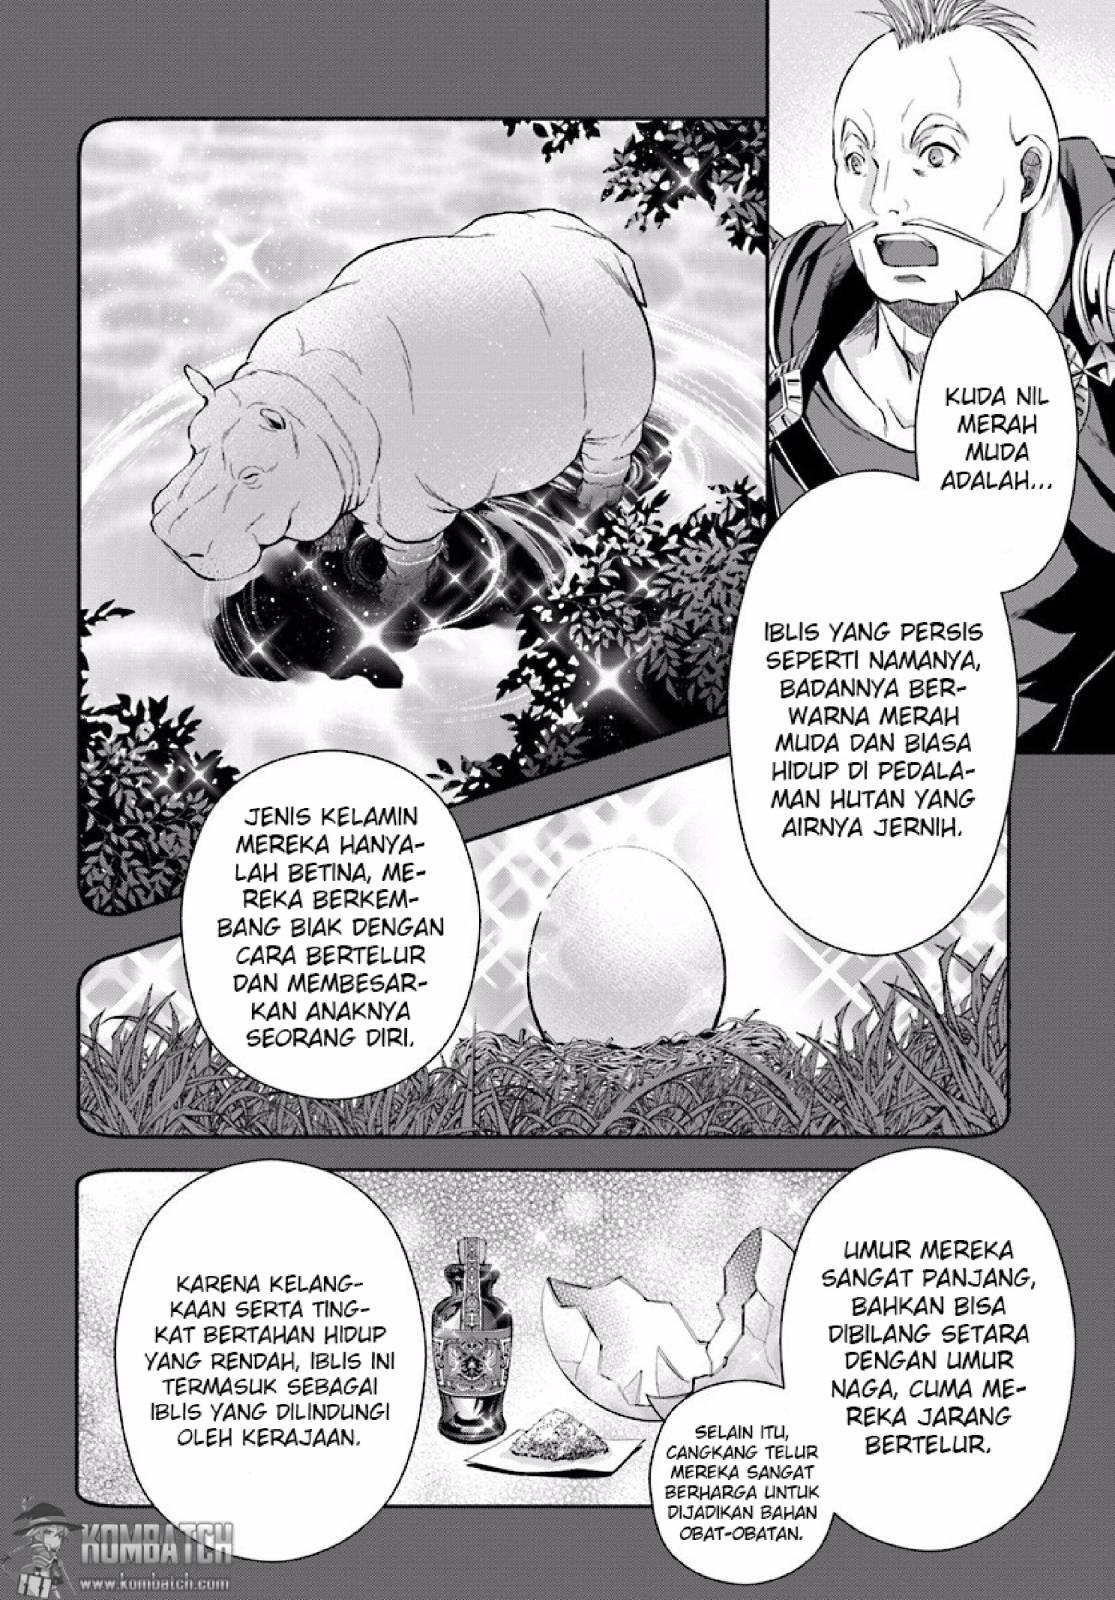 KUDA NIL
MERAH
MUDA
ADALAH...
IBLIS YANG PERSIS
SEPERTI NAMANYA,
BADANNYA BER-
WARNA MERAH
MUDA DAN BIASA
HIDUP DI PEDALA-
MAN HUTAN YANG
AIRNYA JERNIH.
JENIS KELAMIN
MEREKA HANYA-
LAH BETINA, ME-
REKA BERKEM-
BANG BIAK DENGAN
CARA BERTELUR
DAN MEMBESAR-
KAN ANAKNYA
SEORANG DIRI.
UMUR MEREKA
SANGAT PANJANG,
BAHKAN BISA
DIBILANG SETARA
DENGAN UMUR
NAGA, CUMA ME-
REKA JARANG
BERTELUR.
SELAIN ITU,
CANGKANG TELUR
MEREKA SANGAT
BERHARGA UNTUK
DIJADIKAN BAHAN
OBAT-OBATAN.
KARENA KELANG-
KAAN SERTA TING-
KAT BERTAHAN HIDUP
YANG RENDAH, IBLIS INI
TERMASUK SEBAGAI
IBLIS YANG DILINDUNGI
OLEH KERAJAAN.
KOMBATCH
www.kombatch.com